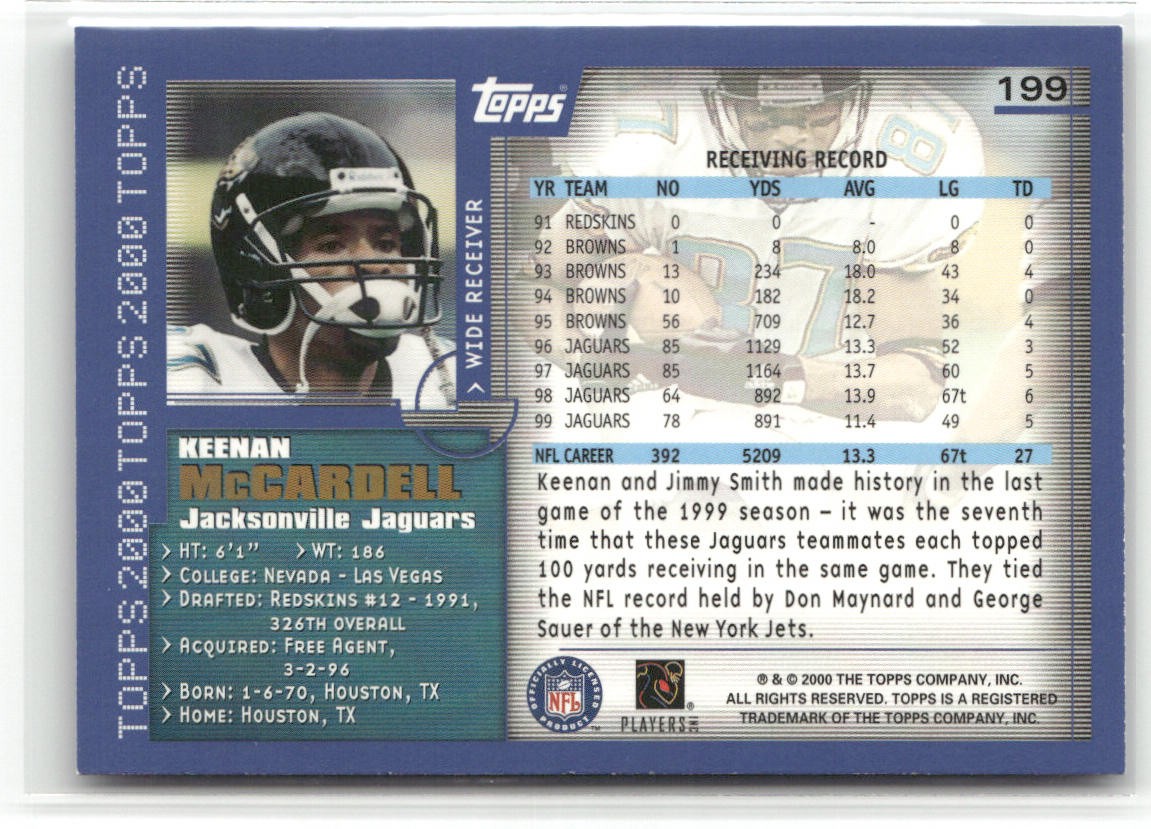 TOPPS 2000 TOPPS 2000 TOPPS 2000 TOPPS
TOPPS®
199
87
> WIDE RECEIVER
RECEIVING RECORD
YR TEAM NO YDS AVG LG TD
91 REDSKINS 0 0 - 0 0
92 BROWNS 1 8 8.0 8 0
93 BROWNS 13 234 18.0 43 4
94 BROWNS 10 182 18.2 34 0
95 BROWNS 56 709 12.7 36 4
96 JAGUARS 85 1129 13.3 52 3
97 JAGUARS 85 1164 13.7 60 5
98 JAGUARS 64 892 13.9 67t 6
99 JAGUARS 78 891 11.4 49 5
NFL CAREER 392 5209 13.3 67t 27
KEENAN
McCARDELL
Jacksonville Jaguars
> HT: 6'1" > WT: 186
> COLLEGE: NEVADA - LAS VEGAS
> DRAFTED: REDSKINS #12 - 1991,
326TH OVERALL
> ACQUIRED: FREE AGENT,
3-2-96
> BORN: 1-6-70, HOUSTON, TX
> HOME: HOUSTON, TX
Keenan and Jimmy Smith made history in the last
game of the 1999 season – it was the seventh
time that these Jaguars teammates each topped
100 yards receiving in the same game. They tied
the NFL record held by Don Maynard and George
Sauer of the New York Jets.
OFFICIALLY LICENSED
NFL
PRODUCT
™
PLAYERS INC
®
® & © 2000 THE TOPPS COMPANY, INC.
ALL RIGHTS RESERVED. TOPPS IS A REGISTERED
TRADEMARK OF THE TOPPS COMPANY, INC.